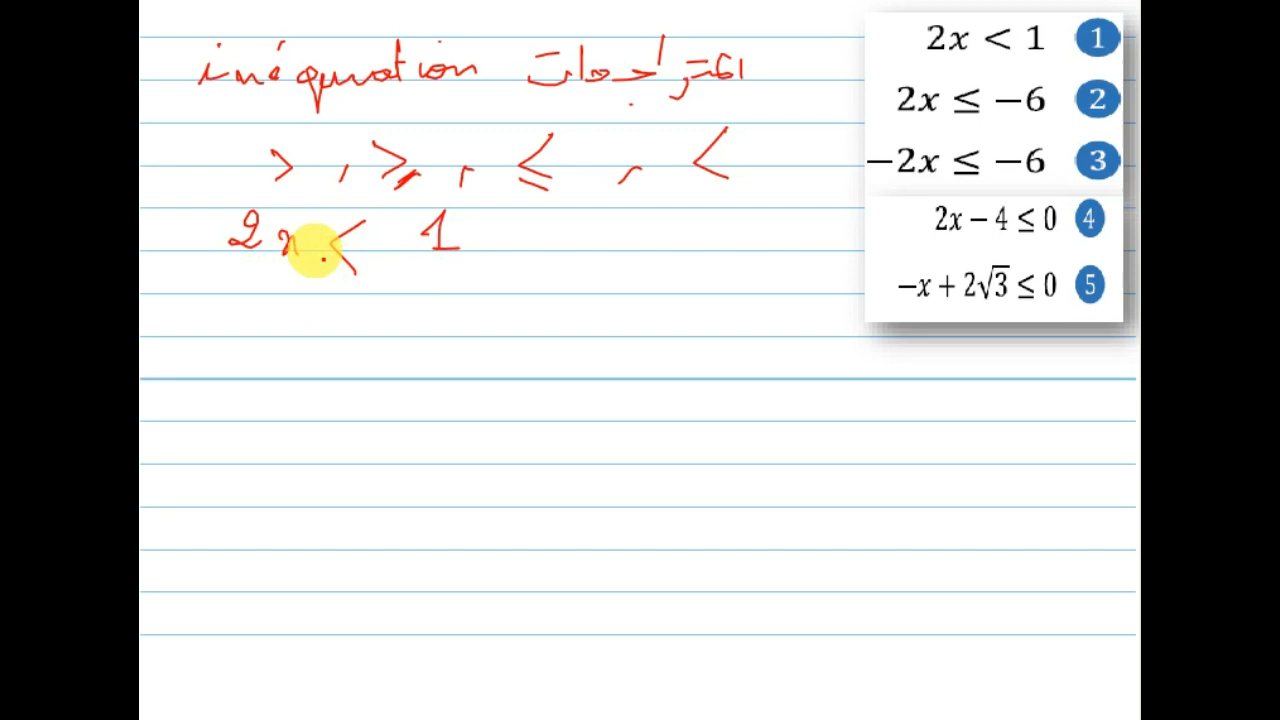 inéquation المتراجحات
> , ≥ , ≤ , <
2x < 1
2x < 1 1
2x ≤ −6 2
−2x ≤ −6 3
2x − 4 ≤ 0 4
−x + 2√3 ≤ 0 5